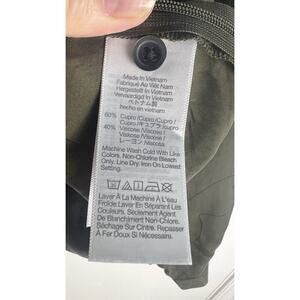 Made in Vietnam
Fabriqué Au Viêt Nam
Hergestellt in Vietnam
Vervaardigd in Vietnam
ベトナム製
hecho en vietnam
60% Cupro/Cupro/Cupro
/Cupro/キュプラ/Cupro
40% Viscose/Viscose/
Viskose/Viscose/
レーヨン/Viscosa
Machine Wash Cold With Like
Colors. Non-Chlorine Bleach
Only. Line Dry. Iron On Lowest
Setting.
Laver À La Machine À L'eau
Froide.Laver En Séparant Les
Couleurs. Seulement Agent
De Blanchiment Non Chloré.
Séchage Sur Cintre. Repasser
À Fer Doux Si Nécessaire.